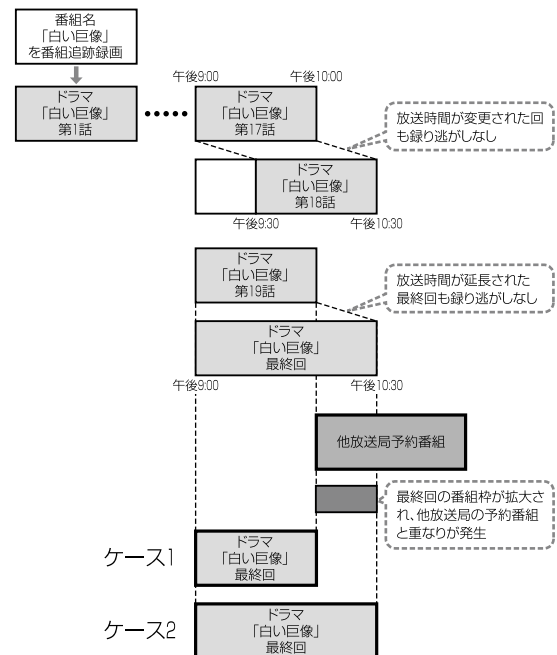 番組名
「白い巨像」
を番組追跡録画
午後9:00
午後10:00
ドラマ
「白い巨像」
第1話
ドラマ
「白い巨像」
第17話
放送時間が変更された回
も録り逃がしなし
ドラマ
「白い巨像」
第18話
午後9:30
午後10:30
ドラマ
「白い巨像」
第19話
放送時間が延長された
最終回も録り逃がしなし
ドラマ
「白い巨像」
最終回
午後9:00
午後10:30
他放送局予約番組
最終回の番組枠が拡大さ
れ、他放送局の予約番組
と重なりが発生
ケース1
ドラマ
「白い巨像」
最終回
ケース2
ドラマ
「白い巨像」
最終回